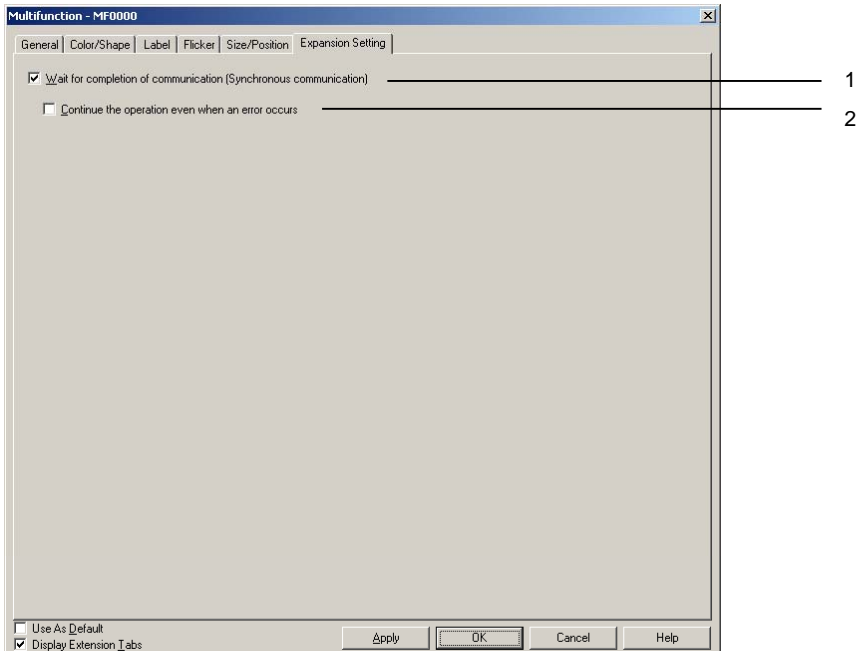 Multifunction - MF0000
General Color/Shape Label Flicker Size/Position Expansion Setting
Wait for completion of communication (Synchronous communication)
1
Continue the operation even when an error occurs
2
Use As Default
Display Extension Tabs
Apply OK Cancel Help